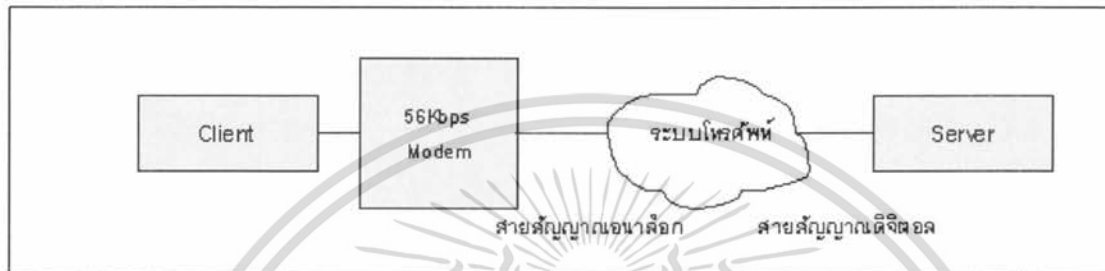 Client
56Kbps
Modem
ระบบโทรศัพท์
Server
สายสัญญาณอนาล็อก
สายสัญญาณดิจิตอล